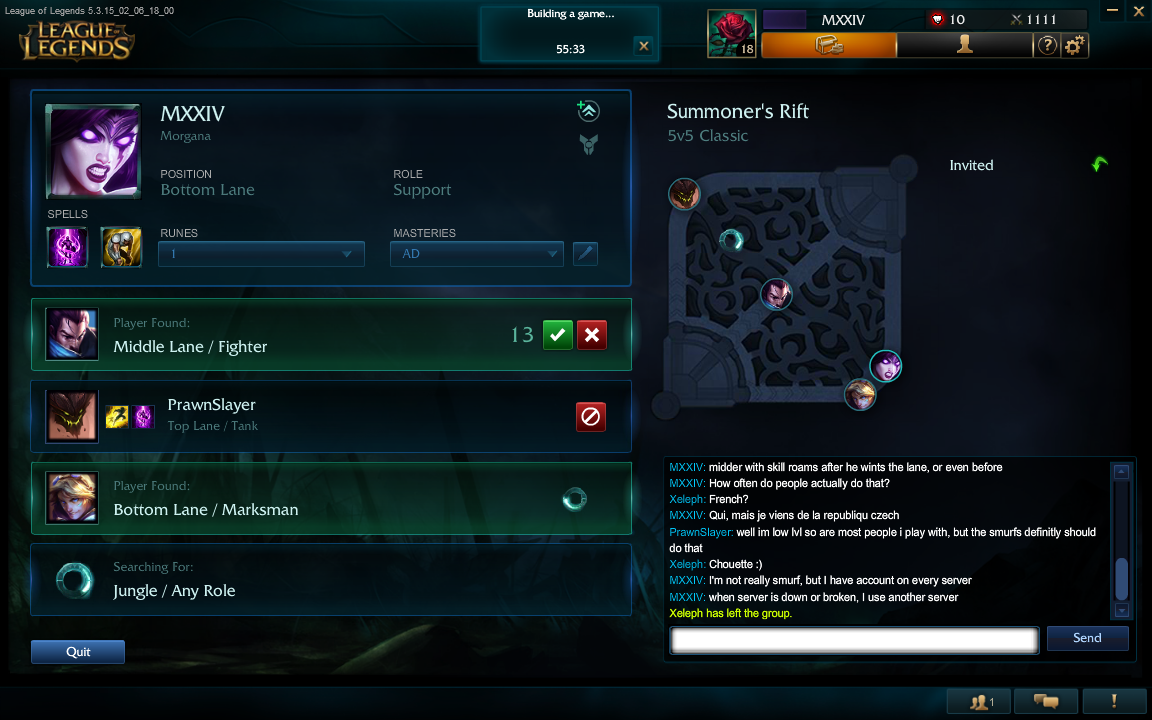 League of Legends 5.3.15_02_06_18_00
LEAGUE
OF
LEGENDS
Building a game...
55:33
18
MXXIV
10
1111
?
MXXIV
Morgana
POSITION
Bottom Lane
ROLE
Support
SPELLS
RUNES
1
MASTERIES
AD
Player Found:
Middle Lane / Fighter
13
PrawnSlayer
Top Lane / Tank
Player Found:
Bottom Lane / Marksman
Searching For:
Jungle / Any Role
Quit
Summoner's Rift
5v5 Classic
Invited
MXXIV: midder with skill roams after he wints the lane, or even before
MXXIV: How often do people actually do that?
Xeleph: French?
MXXIV: Qui, mais je viens de la republiqu czech
PrawnSlayer: well im low lvl so are most people i play with, but the smurfs definitly should
do that
Xeleph: Chouette :)
MXXIV: I'm not really smurf, but I have account on every server
MXXIV: when server is down or broken, I use another server
Xeleph has left the group.
Send
1
!